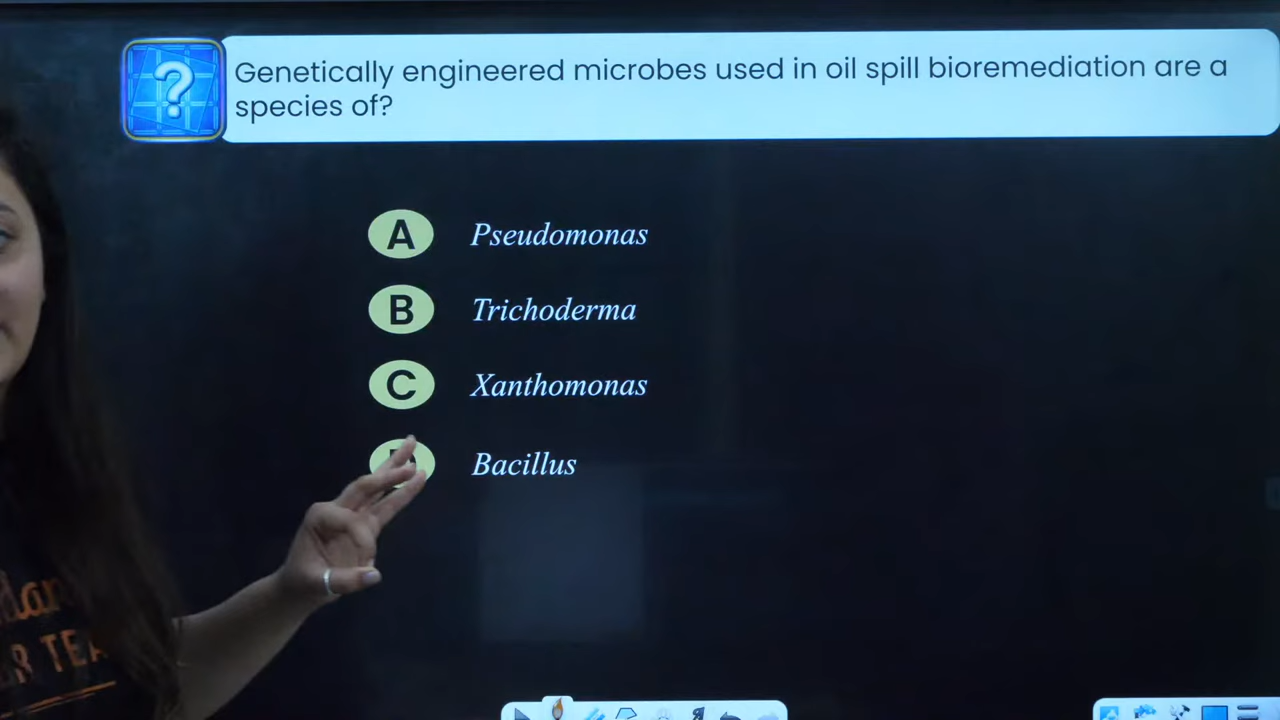 Genetically engineered microbes used in oil spill bioremediation are a
species of?
A Pseudomonas
B Trichoderma
C Xanthomonas
Bacillus